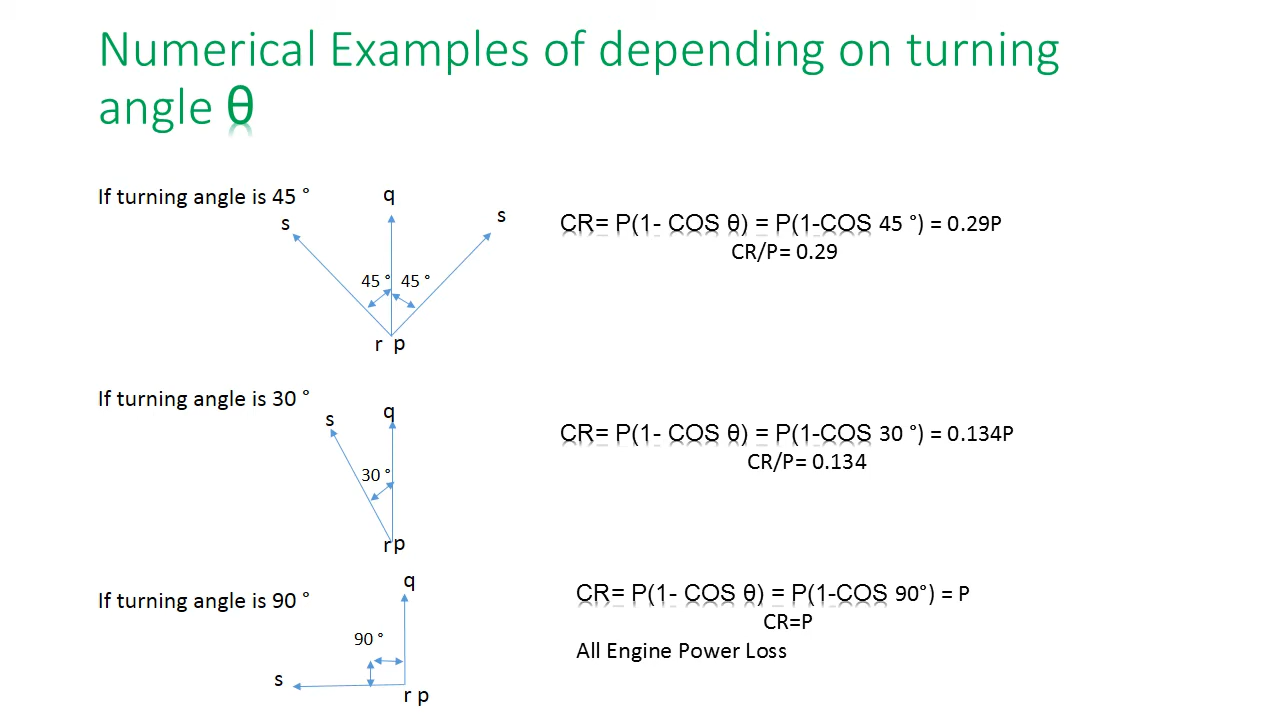 Numerical Examples of depending on turning
angle θ
If turning angle is 45 °
q
s
s
45 ° 45 °
r p
CR= P(1- COS θ) = P(1-COS 45 °) = 0.29P
CR/P= 0.29
If turning angle is 30 °
s
q
30 °
rp
CR= P(1- COS θ) = P(1-COS 30 °) = 0.134P
CR/P= 0.134
If turning angle is 90 °
q
90 °
s
r p
CR= P(1- COS θ) = P(1-COS 90°) = P
CR=P
All Engine Power Loss